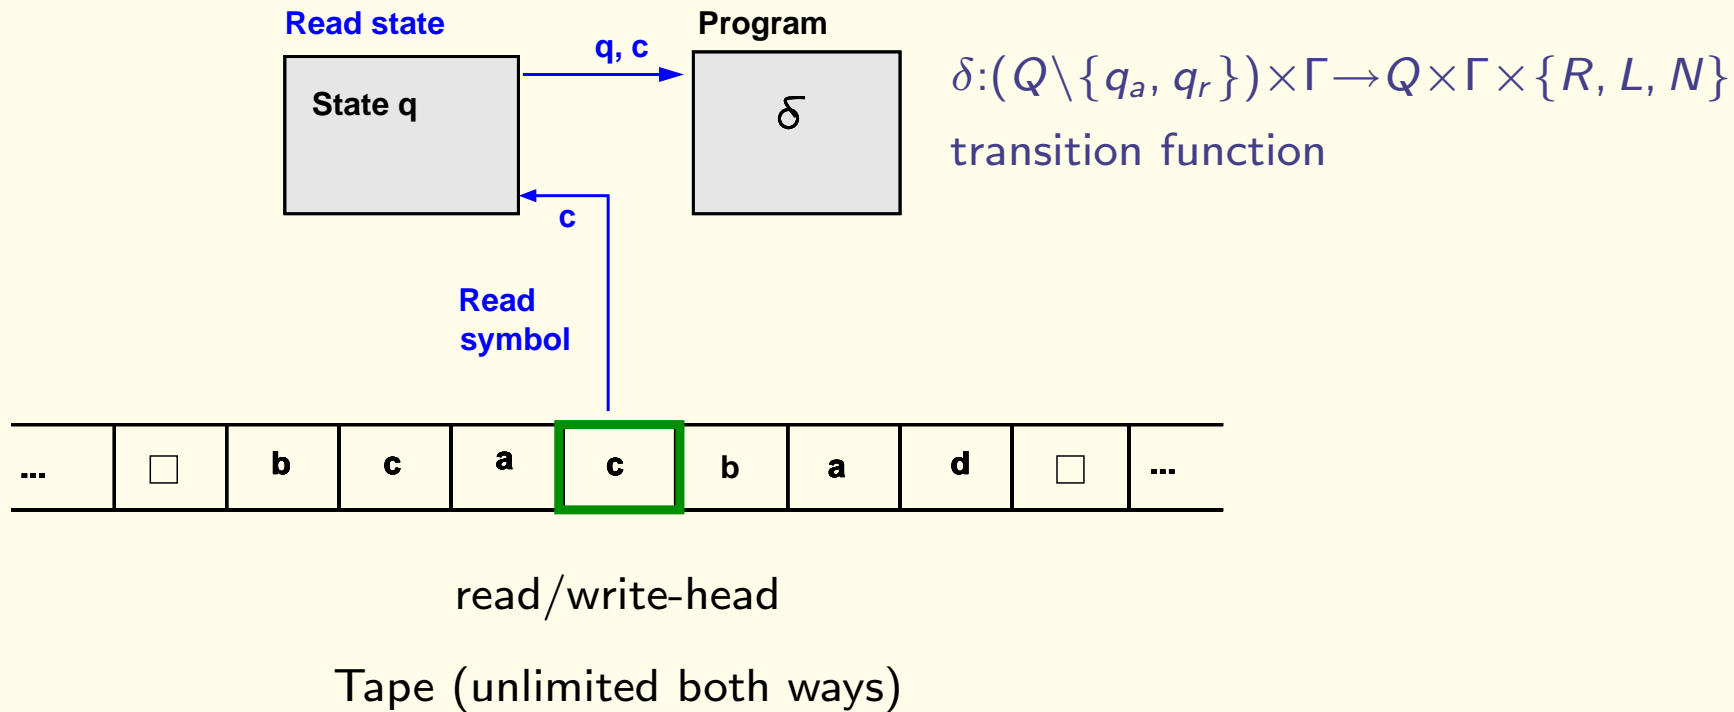 Read state
Program
q, c
State q
δ
δ:(Q\{qₐ, qᵣ})×Γ→Q×Γ×{R, L, N}
transition function
c
Read
symbol
... □ b c a c b a d □ ...
read/write-head
Tape (unlimited both ways)